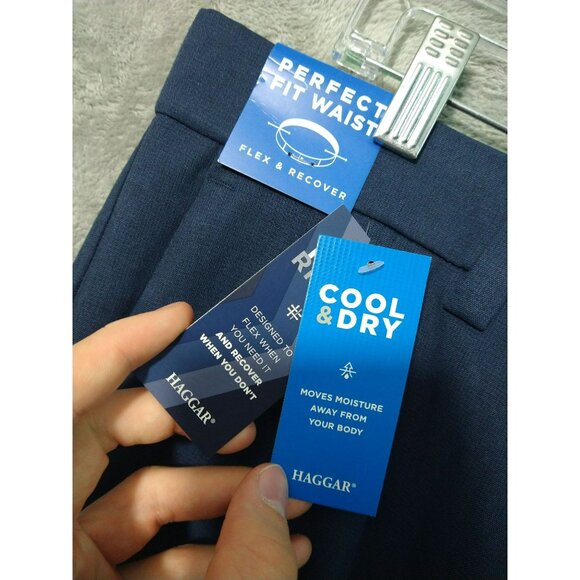 PERFECT
FIT WAIST
FLEX & RECOVER
#
DESIGNED TO
FLEX WHEN
YOU NEED IT
AND RECOVER
WHEN YOU DON'T
HAGGAR®
COOL
& DRY
MOVES MOISTURE
AWAY FROM
YOUR BODY
HAGGAR®